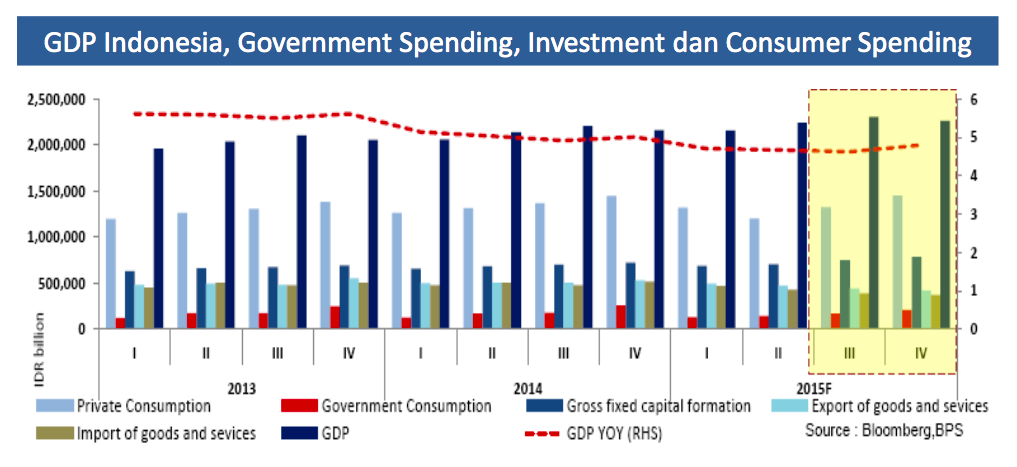 GDP Indonesia, Government Spending, Investment dan Consumer Spending
2,500,000
2,000,000
1,500,000
1,000,000
500,000
0
6
5
4
3
2
1
0
IDR billion
I II III IV I II III IV I II III IV
2013 2014 2015F
Private Consumption Government Consumption Gross fixed capital formation Export of goods and sevices
Import of goods and sevices GDP GDP YOY (RHS) Source : Bloomberg,BPS